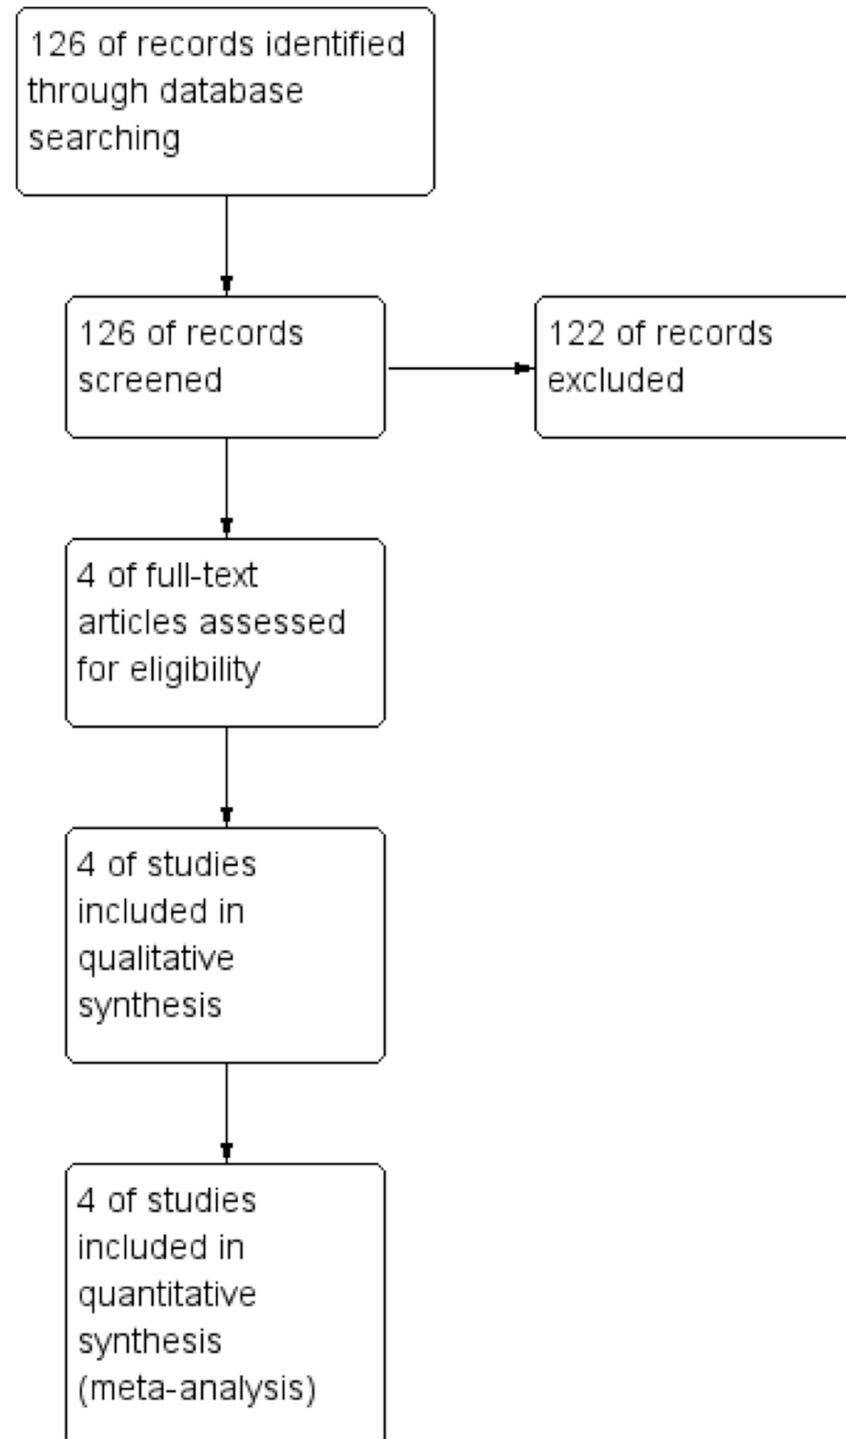 126 of records identified
through database
searching
126 of records
screened
122 of records
excluded
4 of full-text
articles assessed
for eligibility
4 of studies
included in
qualitative
synthesis
4 of studies
included in
quantitative
synthesis
(meta-analysis)